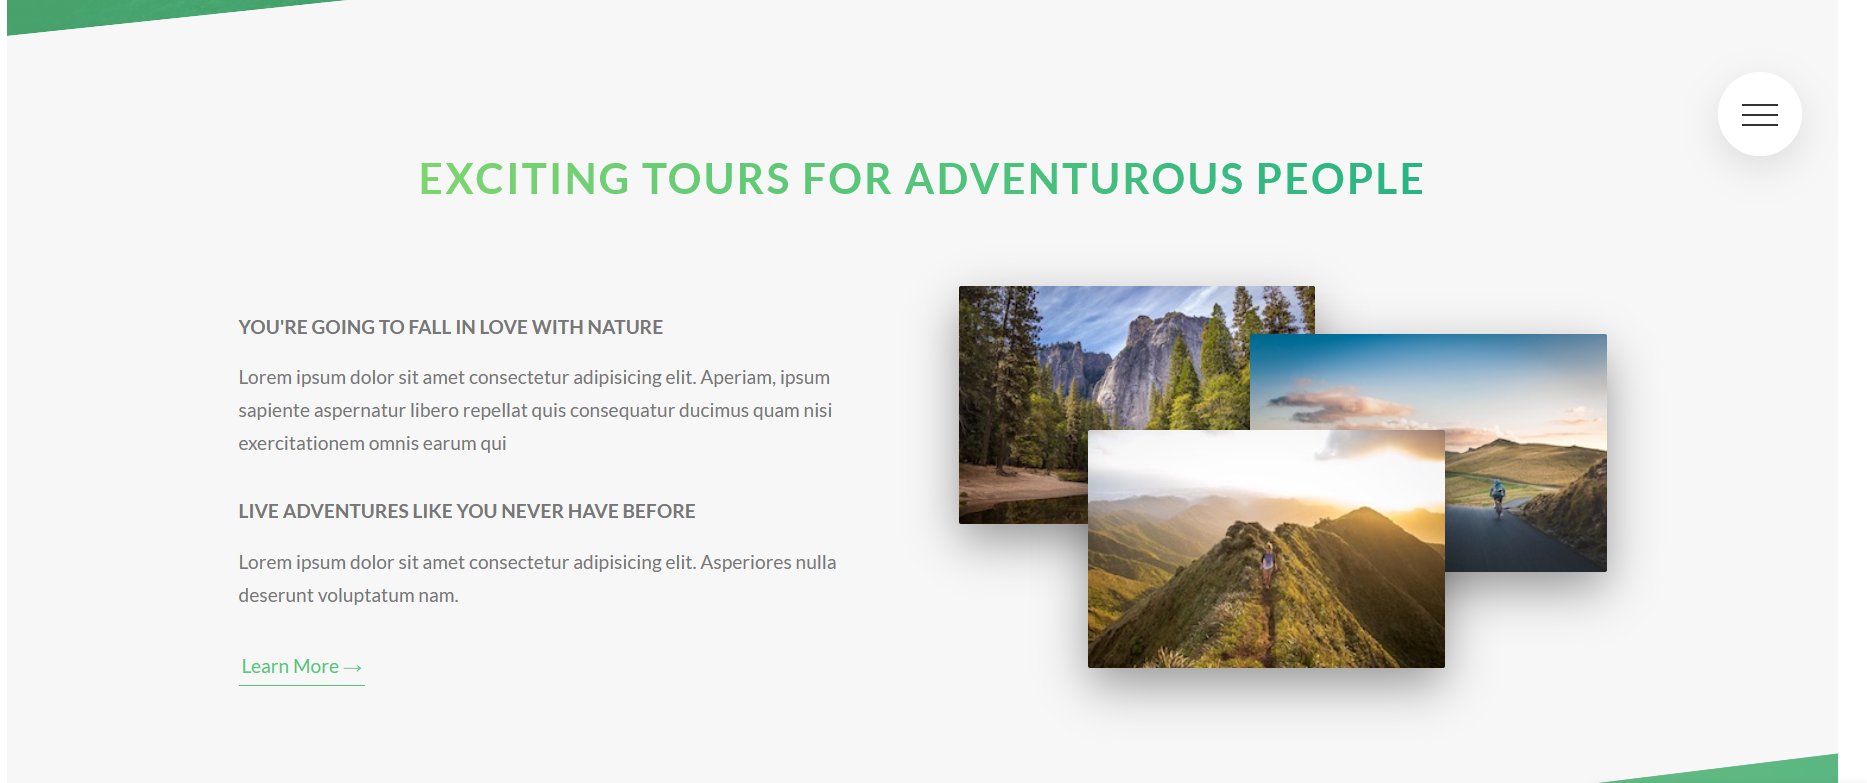 EXCITING TOURS FOR ADVENTUROUS PEOPLE
YOU'RE GOING TO FALL IN LOVE WITH NATURE
Lorem ipsum dolor sit amet consectetur adipisicing elit. Aperiam, ipsum
sapiente aspernatur libero repellat quis consequatur ducimus quam nisi
exercitationem omnis earum qui
LIVE ADVENTURES LIKE YOU NEVER HAVE BEFORE
Lorem ipsum dolor sit amet consectetur adipisicing elit. Asperiores nulla
deserunt voluptatum nam.
Learn More →